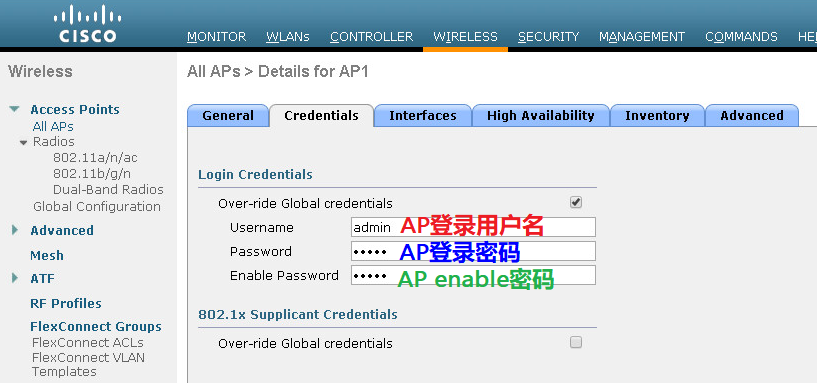 CISCO
MONITOR WLANs CONTROLLER WIRELESS SECURITY MANAGEMENT COMMANDS
Wireless
All APs > Details for AP1
Access Points
All APs
Radios
802.11a/n/ac
802.11b/g/n
Dual-Band Radios
Global Configuration
Advanced
Mesh
ATF
RF Profiles
FlexConnect Groups
FlexConnect ACLs
FlexConnect VLAN
Templates
General Credentials Interfaces High Availability Inventory Advanced
Login Credentials
Over-ride Global credentials
Username admin AP登录用户名
Password ••••• AP登录密码
Enable Password ••••• AP enable密码
802.1x Supplicant Credentials
Over-ride Global credentials